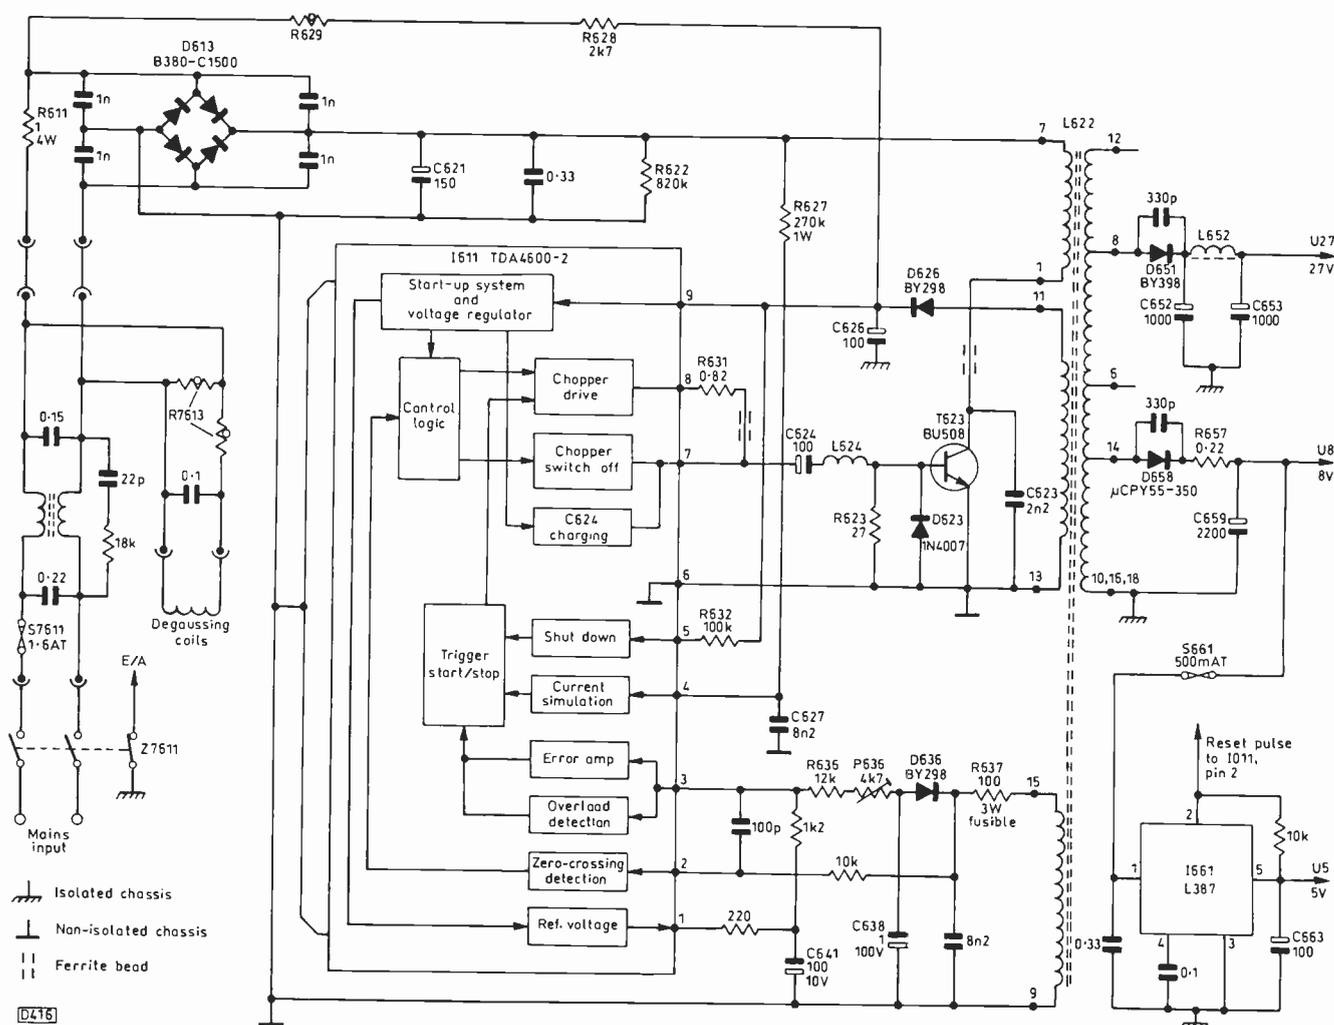 R629
R628
2k7
D613
B380-C1500
1n
1n
1n
1n
R611
1
4W
C621
150
0·33
R622
820k
R627
270k
1W
7
L622
12
330p
8
D651
BY398
L652
U27
27V
C652
1000
C653
1000
I611 TDA4600-2
Start-up system
and
voltage regulator
9
D626
BY298
1
11
C626
100
Control
logic
Chopper
drive
8
R631
0·82
Chopper
switch off
7
C624
charging
C624
100
L624
T623
BU508
R623
27
D623
1N4007
C623
2n2
6
330p
14
D658
µCPY55-350
R657
0·22
U8
8V
C659
2200
10,16,18
R7613
0·15
22p
0·1
18k
0·22
S7611
1·6AT
Degaussing
coils
E/A
Z7611
Mains
input
6
13
R632
100k
Trigger
start/stop
Shut down
5
Current
simulation
4
C627
8n2
Error amp
3
Overload
detection
R635
12k
P636
4k7
D636
BY298
R637
100
3W
fusible
15
100p
1k2
Zero-crossing
detection
2
10k
Ref. voltage
1
220
C641
100
10V
C638
1
100V
8n2
9
S661
500mAT
Reset pulse
to I011,
pin 2
2
10k
1
I661
L387
5
U5
5V
4
3
0·33
0·1
C663
100
Isolated chassis
Non-isolated chassis
Ferrite bead
D416